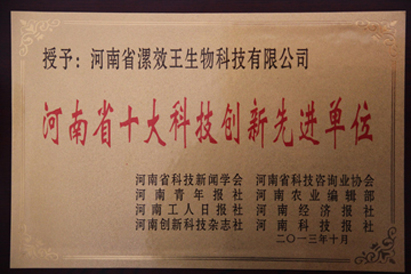 授予：河南省漯效王生物科技有限公司
河南省十大科技创新先进单位
河南省科技新闻学会 河南省科技咨询业协会
河南青年报社 河南农业编辑部
河南工人日报社 河南经济报社
河南创新科技杂志社 河南科技报社
二〇一三年十月